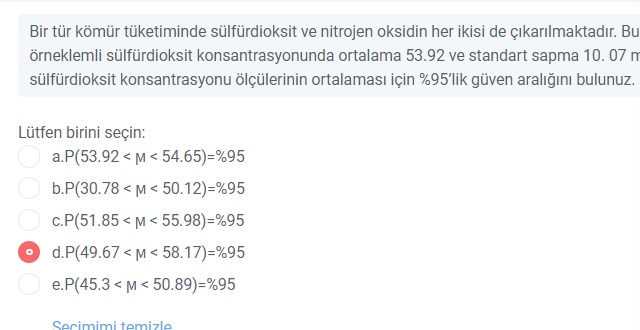 Bir tür kömür tüketiminde sülfürdioksit ve nitrojen oksidin her ikisi de çıkarılmaktadır. Bu
örneklemli sülfürdioksit konsantrasyonunda ortalama 53.92 ve standart sapma 10. 07 m
sülfürdioksit konsantrasyonu ölçülerinin ortalaması için %95’lik güven aralığını bulunuz.
Lütfen birini seçin:
a.P(53.92 < μ < 54.65)=%95
b.P(30.78 < μ < 50.12)=%95
c.P(51.85 < μ < 55.98)=%95
d.P(49.67 < μ < 58.17)=%95
e.P(45.3 < μ < 50.89)=%95
Seçimimi temizle